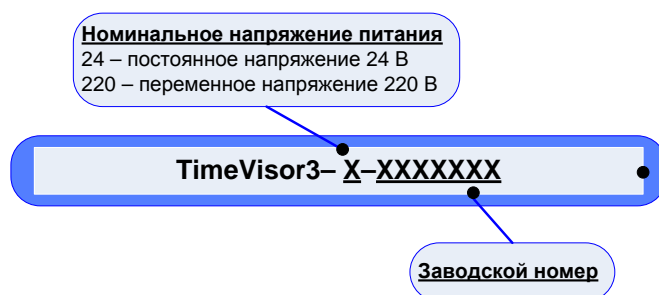 Номинальное напряжение питания
24 – постоянное напряжение 24 В
220 – переменное напряжение 220 В
TimeVisor3– X–XXXXXXX
Заводской номер